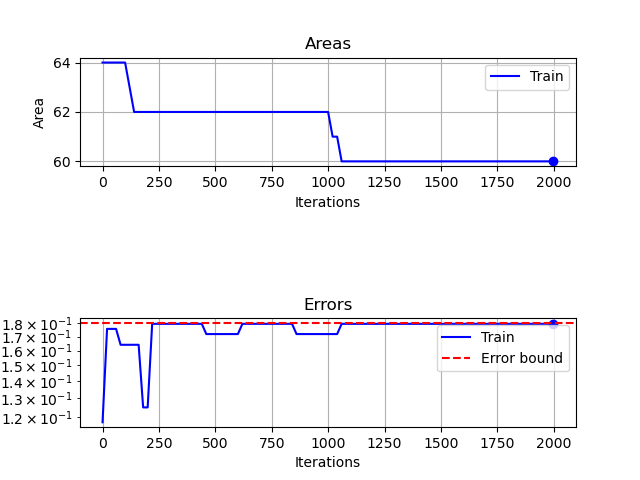 Areas
64
62
60
Area
Train
0 250 500 750 1000 1250 1500 1750 2000
Iterations
Errors
1.8 × 10⁻¹
1.7 × 10⁻¹
1.6 × 10⁻¹
1.5 × 10⁻¹
1.4 × 10⁻¹
1.3 × 10⁻¹
1.2 × 10⁻¹
Train
Error bound
0 250 500 750 1000 1250 1500 1750 2000
Iterations